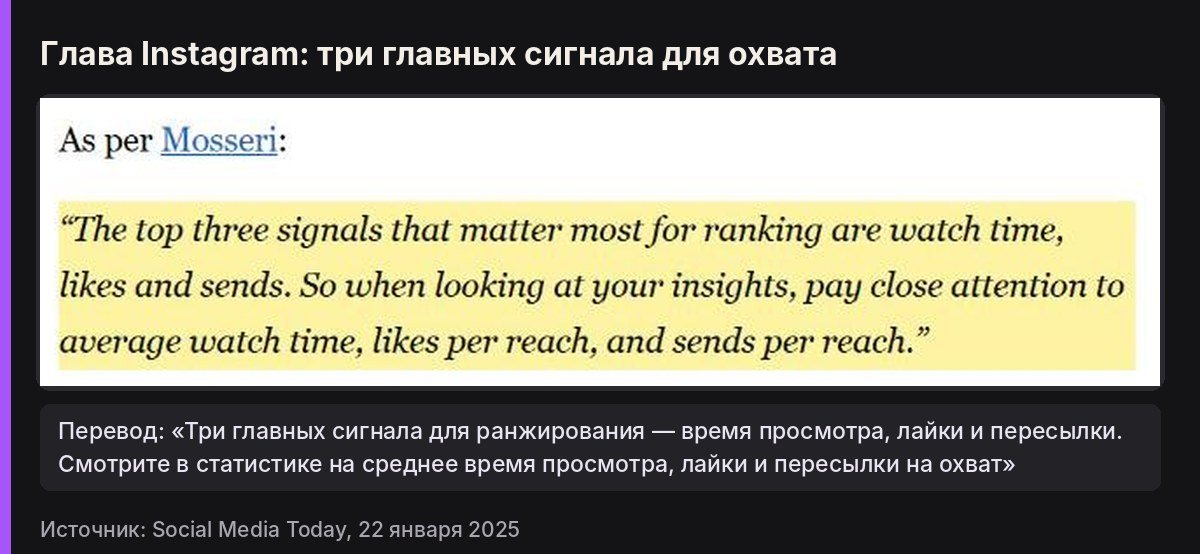 Глава Instagram: три главных сигнала для охвата
As per Mosseri:
“The top three signals that matter most for ranking are watch time,
likes and sends. So when looking at your insights, pay close attention to
average watch time, likes per reach, and sends per reach.”
Перевод: «Три главных сигнала для ранжирования — время просмотра, лайки и пересылки.
Смотрите в статистике на среднее время просмотра, лайки и пересылки на охват»
Источник: Social Media Today, 22 января 2025